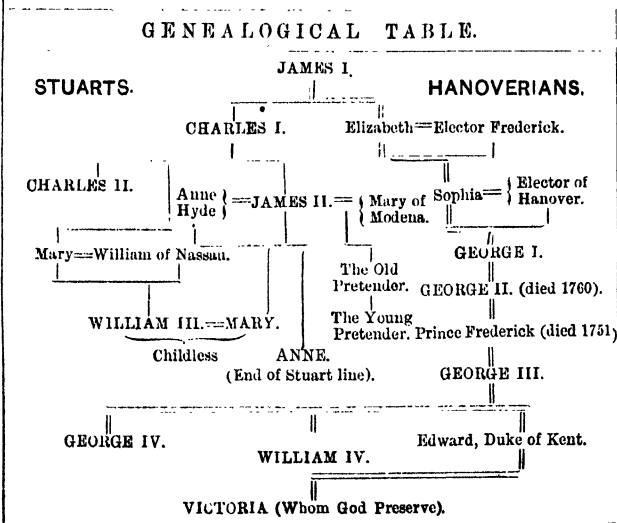 GENEALOGICAL TABLE.
JAMES I.
STUARTS.
HANOVERIANS.
CHARLES I.
Elizabeth=Elector Frederick.
CHARLES II.
Anne Hyde } =JAMES II.= { Mary of Modena.
Sophia= { Elector of Hanover.
Mary=William of Nassau.
GEORGE I.
The Old Pretender.
GEORGE II. (died 1760).
WILLIAM III.=MARY.
The Young Pretender.
Prince Frederick (died 1751)
Childless
ANNE.
(End of Stuart line).
GEORGE III.
GEORGE IV.
WILLIAM IV.
Edward, Duke of Kent.
VICTORIA (Whom God Preserve).